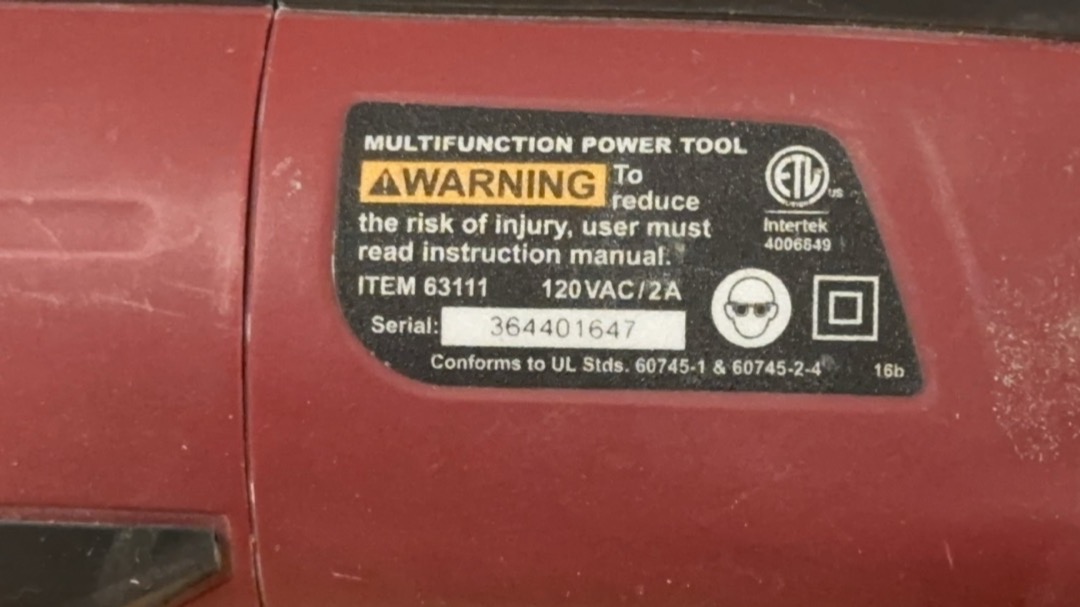 MULTIFUNCTION POWER TOOL
WARNING To
reduce
the risk of injury, user must
read instruction manual.
ITEM 63111 120VAC/2A
Serial: 364401647
Conforms to UL Stds. 60745-1 & 60745-2-4
16b
ETL
US
Intertek
4006849